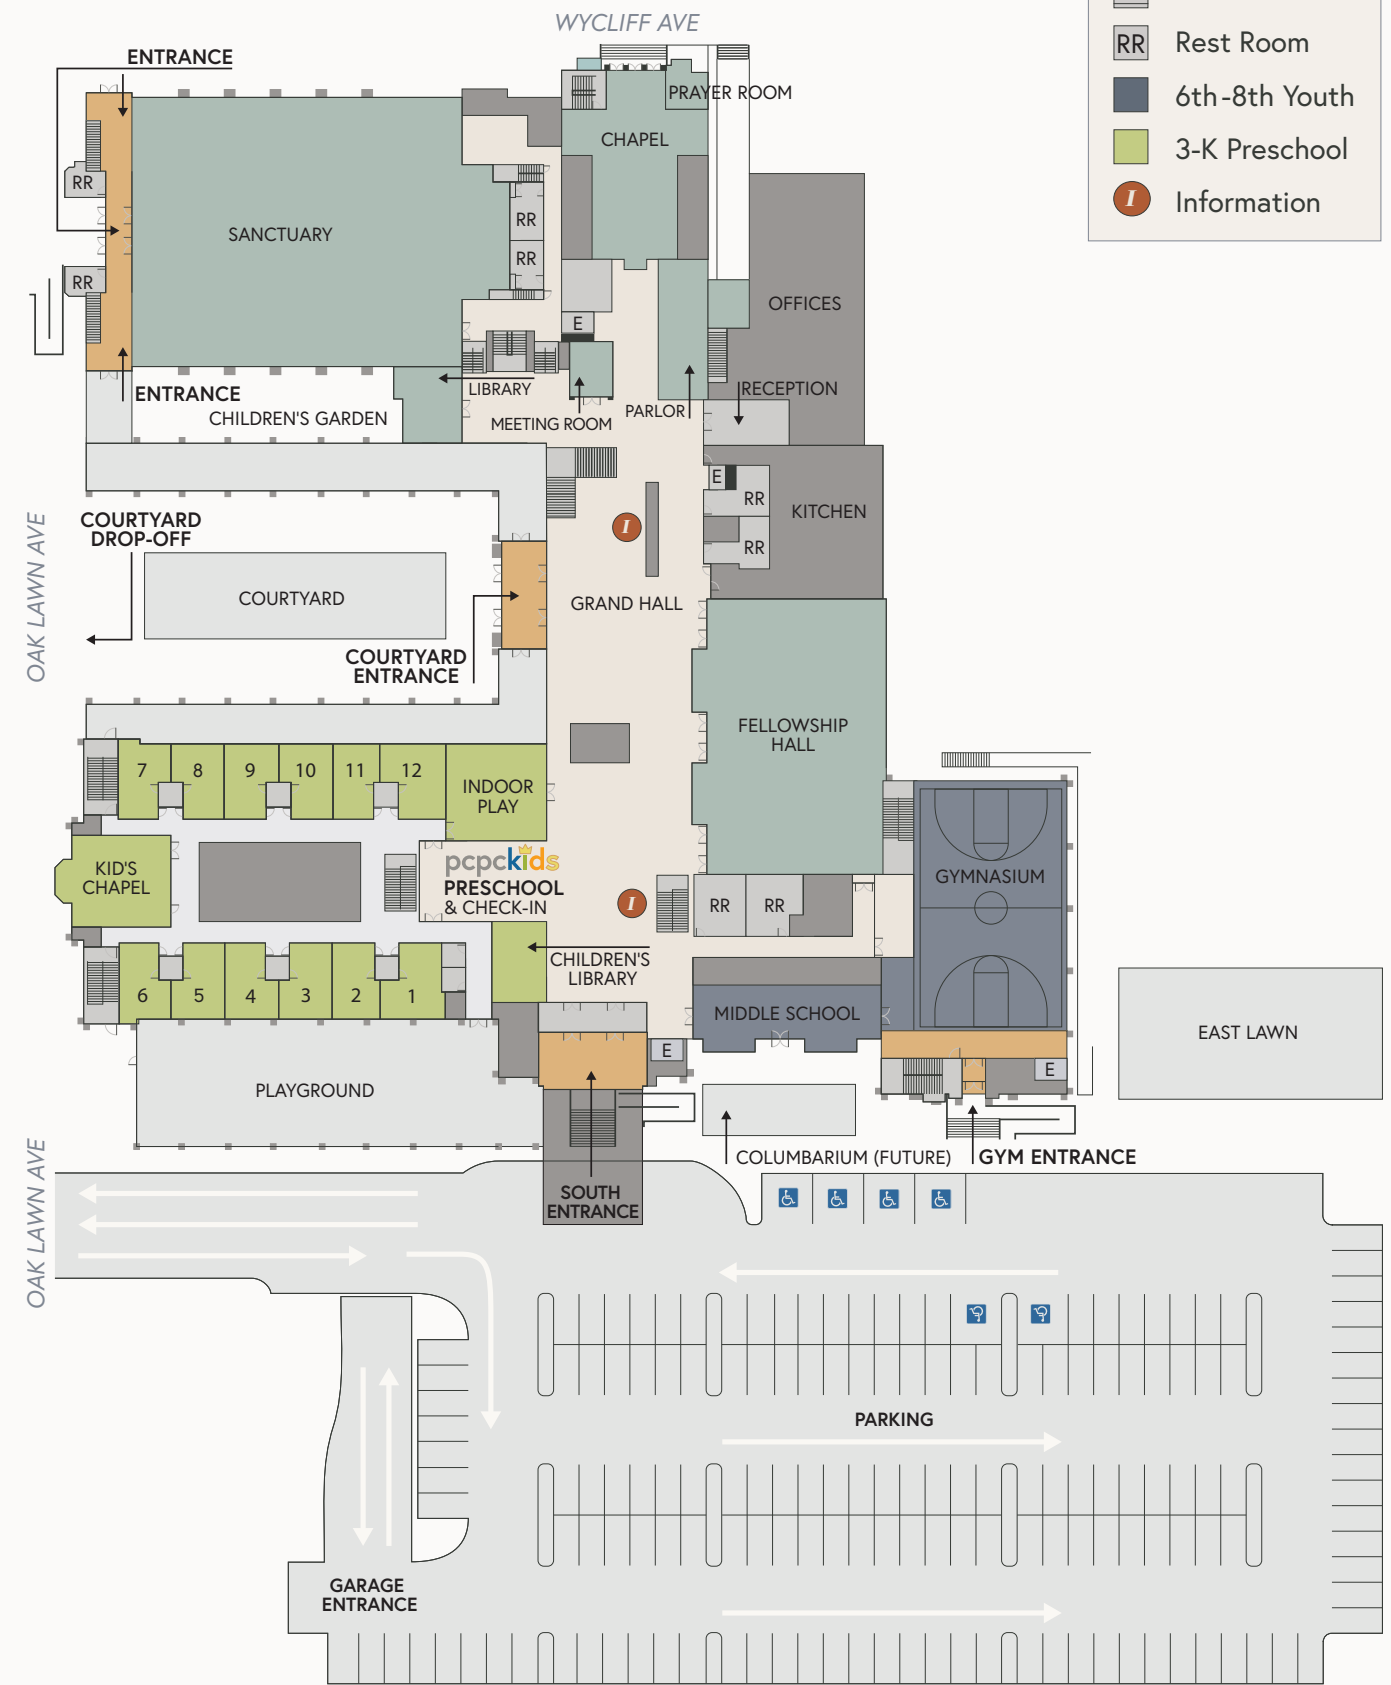 WYCLIFF AVE
RR Rest Room
6th-8th Youth
3-K Preschool
I Information
ENTRANCE
PRAYER ROOM
CHAPEL
RR
RR
SANCTUARY
RR
RR
OFFICES
E
ENTRANCE
LIBRARY
RECEPTION
CHILDREN'S GARDEN
MEETING ROOM
PARLOR
E
RR
KITCHEN
RR
I
OAK LAWN AVE
COURTYARD
DROP-OFF
COURTYARD
GRAND HALL
COURTYARD
ENTRANCE
FELLOWSHIP
HALL
7 8 9 10 11 12
INDOOR
PLAY
KID'S
CHAPEL
pcpckids
PRESCHOOL
& CHECK-IN
I
RR
RR
GYMNASIUM
CHILDREN'S
LIBRARY
6 5 4 3 2 1
MIDDLE SCHOOL
EAST LAWN
E
E
PLAYGROUND
COLUMBARIUM (FUTURE)
GYM ENTRANCE
SOUTH
ENTRANCE
OAK LAWN AVE
PARKING
GARAGE
ENTRANCE